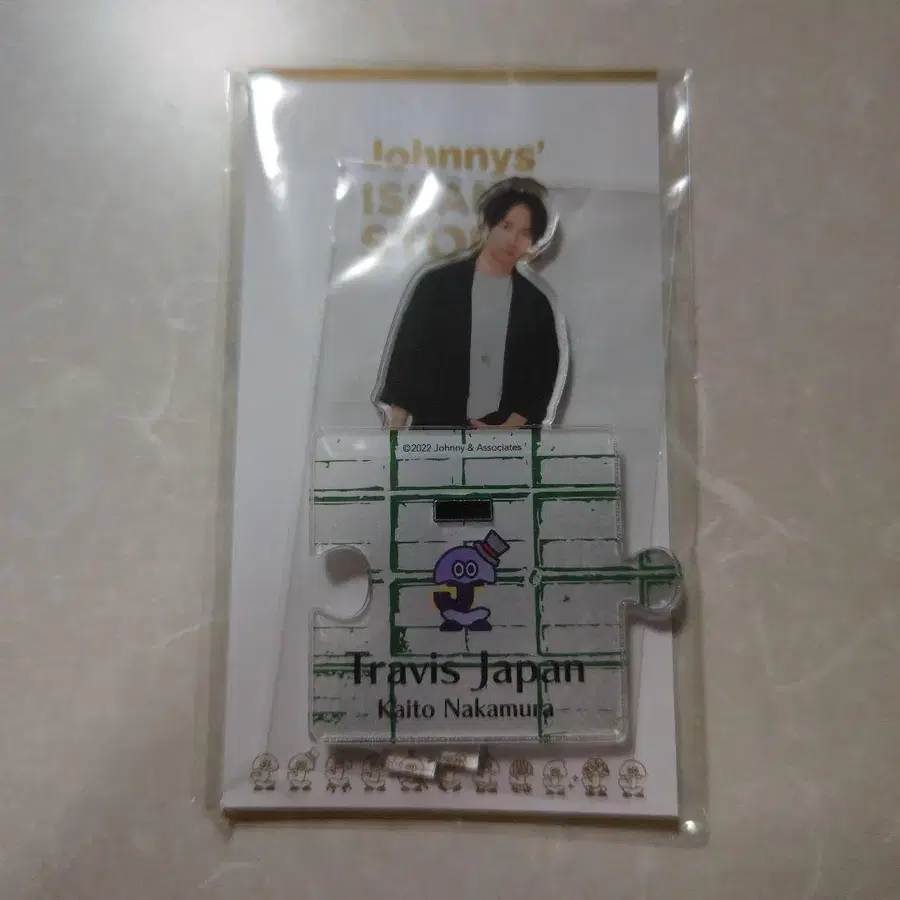 Johnnys'
©2022 Johnny & Associates
Travis Japan
Kaito Nakamura